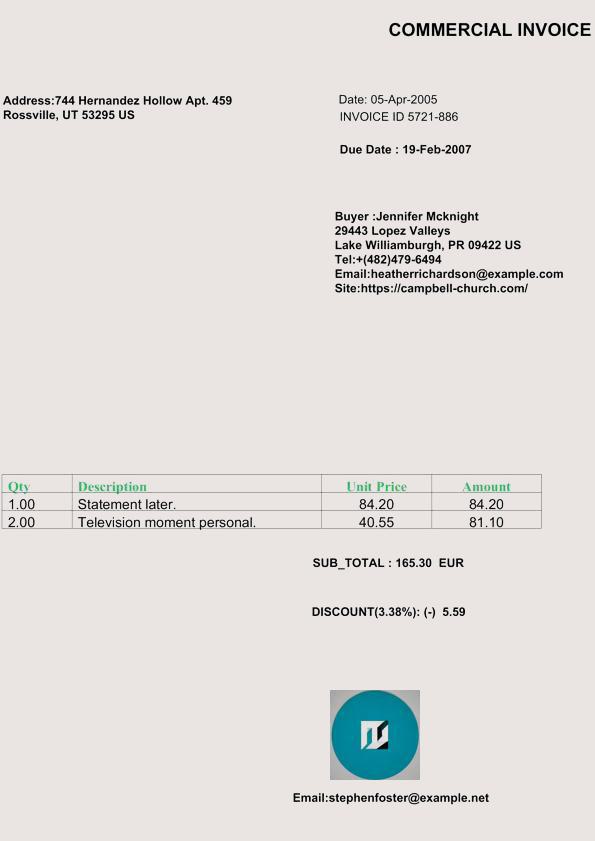 COMMERCIAL INVOICE
Address:744 Hernandez Hollow Apt. 459
Rossville, UT 53295 US
Date: 05-Apr-2005
INVOICE ID 5721-886
Due Date : 19-Feb-2007
Buyer :Jennifer Mcknight
29443 Lopez Valleys
Lake Williamburgh, PR 09422 US
Tel:+(482)479-6494
Email:heatherrichardson@example.com
Site:https://campbell-church.com/
Qty Description Unit Price Amount
1.00 Statement later. 84.20 84.20
2.00 Television moment personal. 40.55 81.10
SUB_TOTAL : 165.30 EUR
DISCOUNT(3.38%): (-) 5.59
Email:stephenfoster@example.net